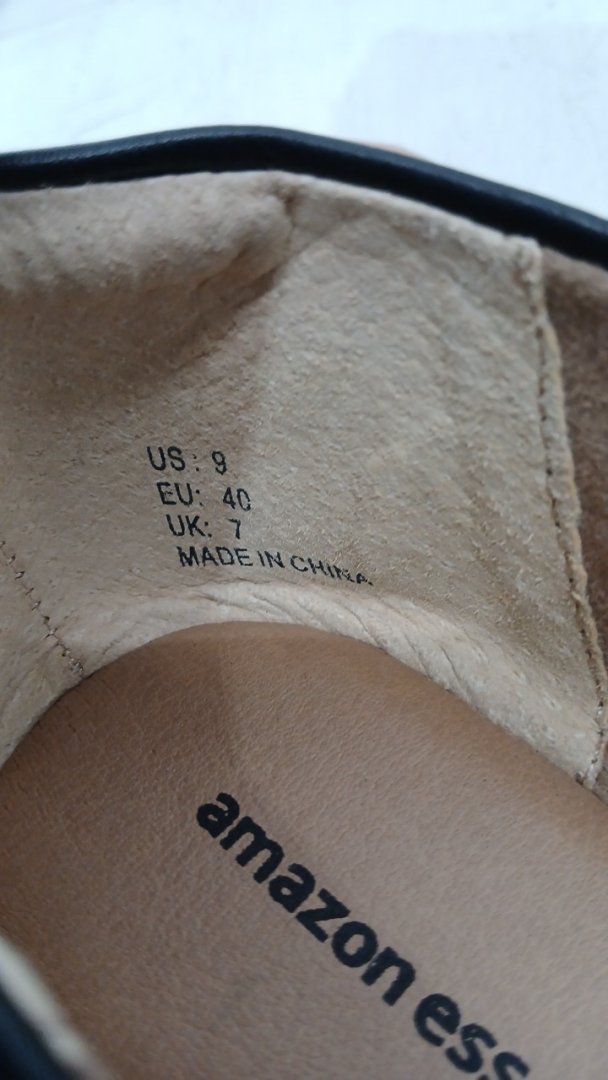 US: 9
EU: 40
UK: 7
MADE IN CHINA
amazon ess